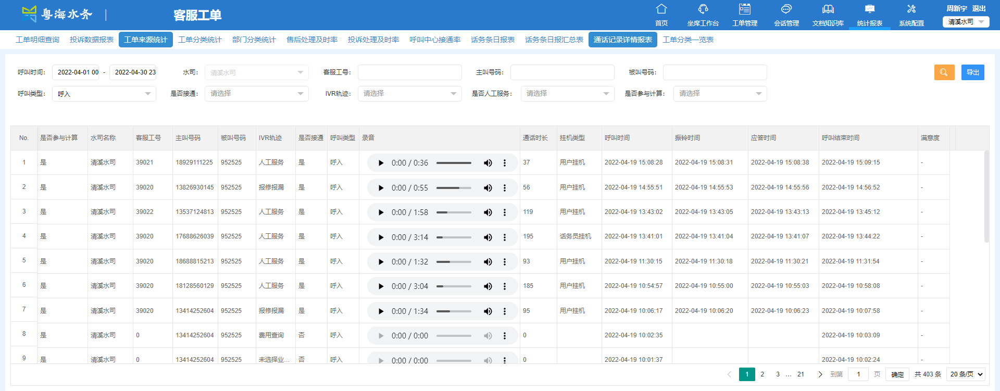 粤海水务 | 客服工单
首页 坐席工作台 工单管理 会话管理 文档知识库 统计报表 系统配置
周新宇 退出
清溪水司
工单明细查询 投诉数据报表 工单来源统计 工单分类统计 部门分类统计 售后处理及时率 投诉处理及时率 呼叫中心接通率 话务条日报表 话务条日报汇总表 通话记录详情报表 工单分类一览表
呼叫时间： 2022-04-01 00 - 2022-04-30 23 水司： 清溪水司 客服工号： 主叫号码： 被叫号码： 导出
呼叫类型： 呼入 是否接通： 请选择 IVR轨迹： 请选择 是否人工服务： 请选择 是否参与计算： 请选择
No. 是否参与计算 水司名称 客服工号 主叫号码 被叫号码 IVR轨迹 是否接通 呼叫类型 录音 通话时长 挂机类型 呼叫时间 振铃时间 应答时间 呼叫结束时间 满意度
1 是 清溪水司 39021 18929111225 952525 人工服务 是 呼入 0:00 / 0:36 37 用户挂机 2022-04-19 15:08:28 2022-04-19 15:08:31 2022-04-19 15:08:38 2022-04-19 15:09:15 -
2 是 清溪水司 39020 13826930145 952525 报修报漏 是 呼入 0:00 / 0:55 56 用户挂机 2022-04-19 14:55:51 2022-04-19 14:55:53 2022-04-19 14:55:56 2022-04-19 14:56:52 -
3 是 清溪水司 39022 13537124813 952525 人工服务 是 呼入 0:00 / 1:58 119 用户挂机 2022-04-19 13:43:02 2022-04-19 13:43:05 2022-04-19 13:43:13 2022-04-19 13:45:12 -
4 是 清溪水司 39020 17688626039 952525 人工服务 是 呼入 0:00 / 3:14 195 话务员挂机 2022-04-19 13:41:01 2022-04-19 13:41:04 2022-04-19 13:41:07 2022-04-19 13:44:22 -
5 是 清溪水司 39020 18688815213 952525 人工服务 是 呼入 0:00 / 1:32 93 用户挂机 2022-04-19 11:30:15 2022-04-19 11:30:18 2022-04-19 11:30:21 2022-04-19 11:31:54 -
6 是 清溪水司 39020 18128560129 952525 人工服务 是 呼入 0:00 / 3:04 185 用户挂机 2022-04-19 10:54:57 2022-04-19 10:55:00 2022-04-19 10:55:03 2022-04-19 10:58:08 -
7 是 清溪水司 39020 13414252604 952525 报修报漏 是 呼入 0:00 / 1:34 95 用户挂机 2022-04-19 10:06:17 2022-04-19 10:06:20 2022-04-19 10:06:23 2022-04-19 10:07:58 -
8 是 清溪水司 0 13414252604 952525 费用查询 否 呼入 0:00 / 0:00 0 2022-04-19 10:02:35 2022-04-19 10:03:09 -
9 是 清溪水司 0 13414252604 952525 未选择业... 否 呼入 0:00 / 0:00 0 2022-04-19 10:01:37 2022-04-19 10:02:24 -
1 2 3 ... 21 到第 1 页 确定 共 403 条 20 条/页